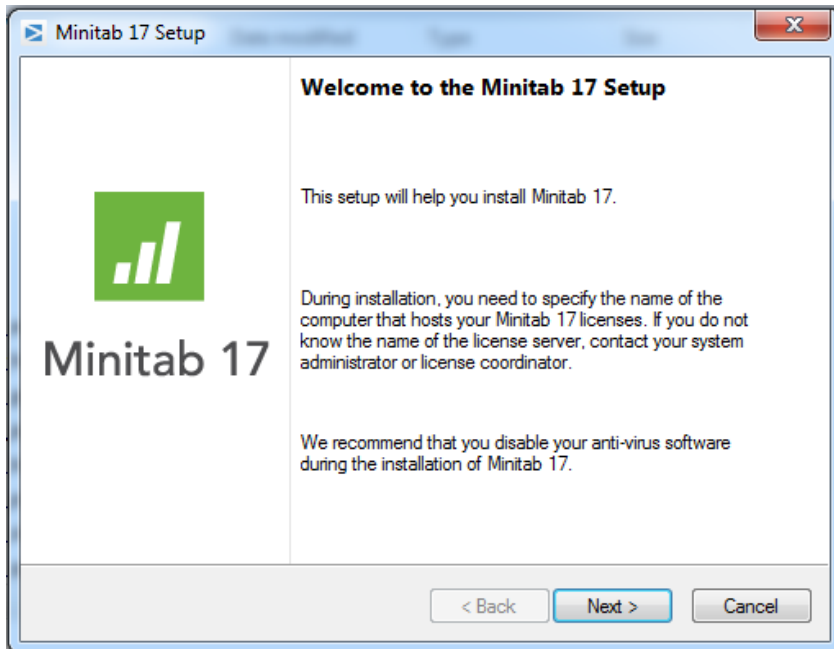 Minitab 17 Setup
Welcome to the Minitab 17 Setup
This setup will help you install Minitab 17.
During installation, you need to specify the name of the
computer that hosts your Minitab 17 licenses. If you do not
know the name of the license server, contact your system
administrator or license coordinator.
Minitab 17
We recommend that you disable your anti-virus software
during the installation of Minitab 17.
< Back
Next >
Cancel